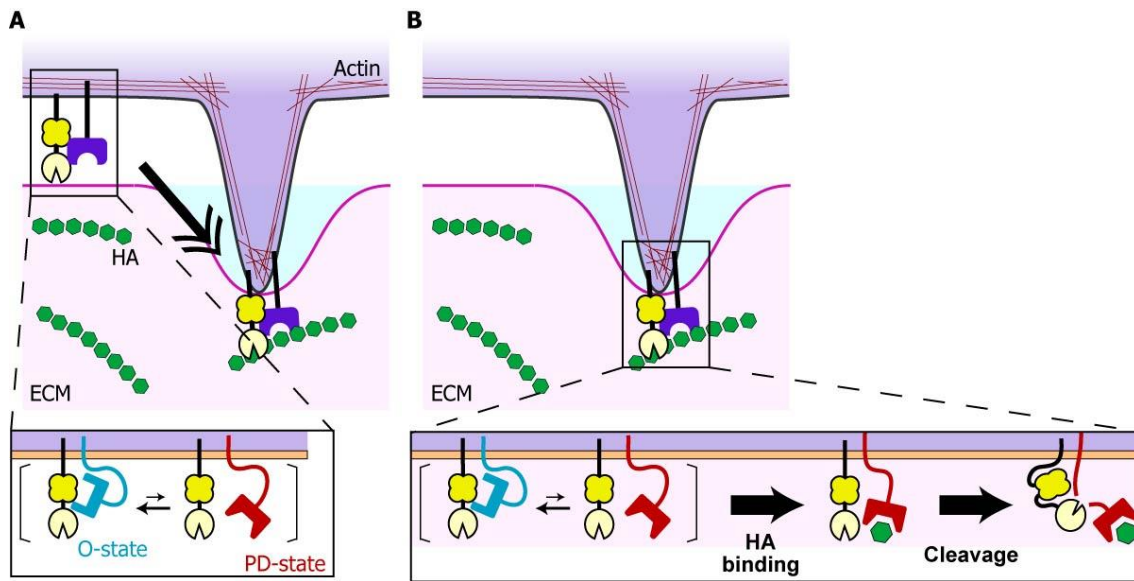 A
B
Actin
HA
ECM
ECM
O-state
PD-state
HA
binding
Cleavage